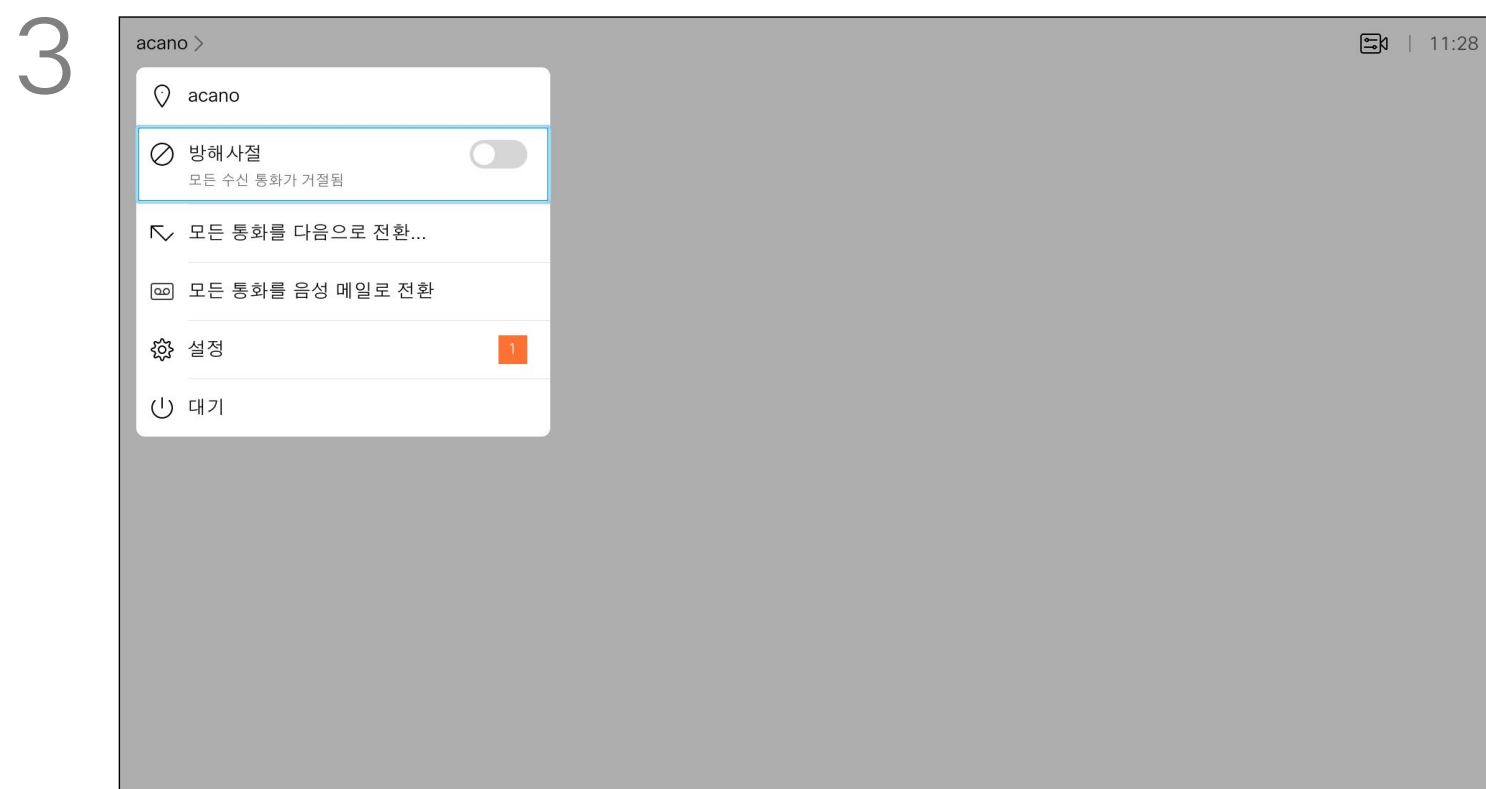 3
acano >
11:28
acano
방해사절
모든 수신 통화가 거절됨
모든 통화를 다음으로 전환...
모든 통화를 음성 메일로 전환
설정
1
대기